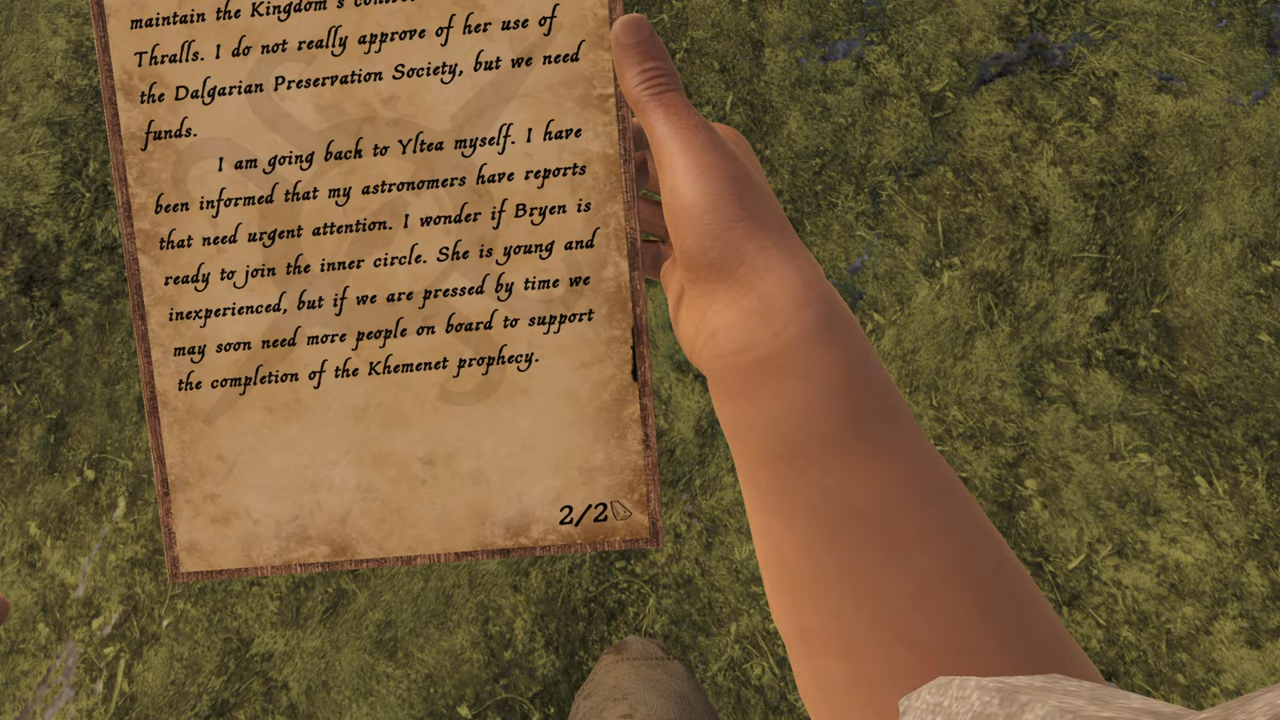 maintain the Kingdom's
Thralls. I do not really approve of her use of
the Dalgarian Preservation Society, but we need
funds.
I am going back to Yltea myself. I have
been informed that my astronomers have reports
that need urgent attention. I wonder if Bryen is
ready to join the inner circle. She is young and
inexperienced, but if we are pressed by time we
may soon need more people on board to support
the completion of the Khemenet prophecy.
2/2